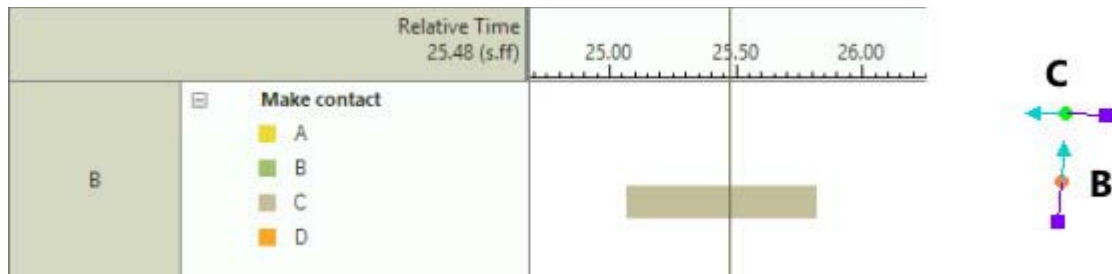 Relative Time
25.48 (s.ff)
25.00 25.50 26.00
B
Make contact
A
B
C
D
C
B